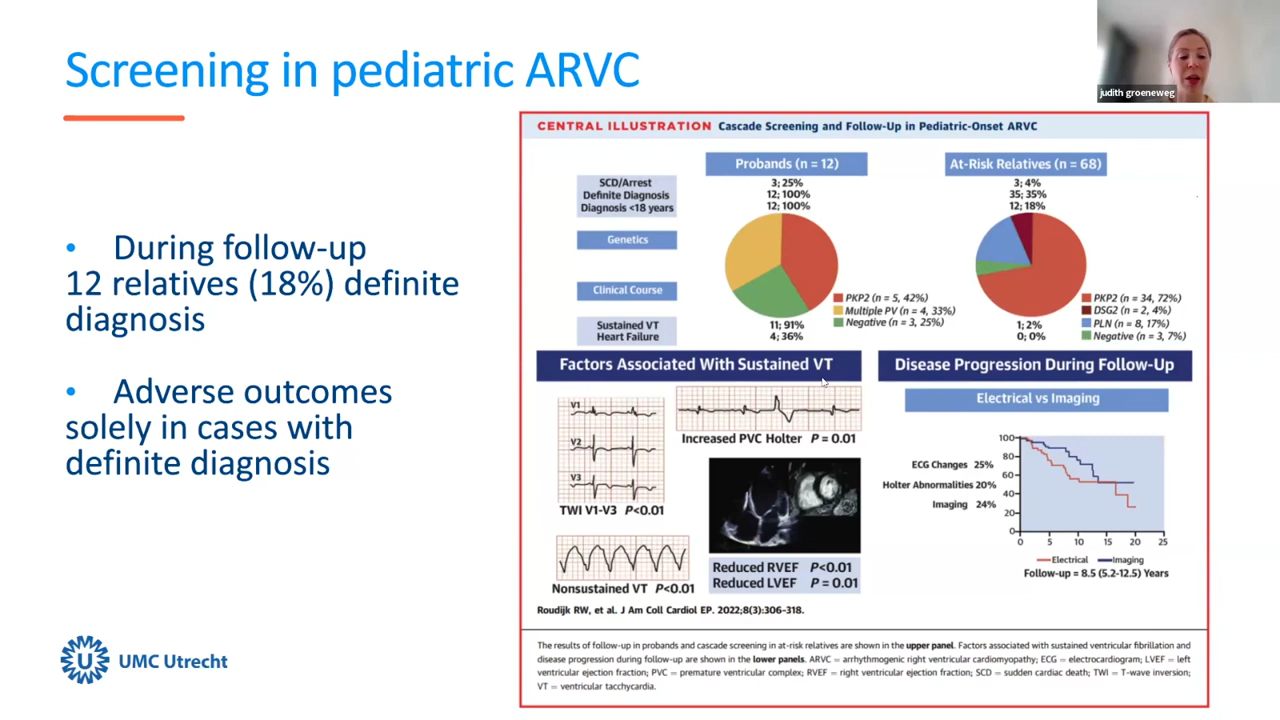 Screening in pediatric ARVC
judith groeneweg
• During follow-up
12 relatives (18%) definite
diagnosis
• Adverse outcomes
solely in cases with
definite diagnosis
UMC Utrecht
CENTRAL ILLUSTRATION Cascade Screening and Follow-Up in Pediatric-Onset ARVC
Probands (n = 12)
At-Risk Relatives (n = 68)
SCD/Arrest
Definite Diagnosis
Diagnosis <18 years
3; 25%
12; 100%
12; 100%
3; 4%
35; 35%
12; 18%
Genetics
Clinical Course
PKP2 (n = 5, 42%)
Multiple PV (n = 4, 33%)
Negative (n = 3, 25%)
PKP2 (n = 34, 72%)
DSG2 (n = 2, 4%)
PLN (n = 8, 17%)
Negative (n = 3, 7%)
Sustained VT
Heart Failure
11; 91%
4; 36%
1; 2%
0; 0%
Factors Associated With Sustained VT
V1
V2
V3
TWI V1-V3 P<0.01
Increased PVC Holter P = 0.01
Nonsustained VT P<0.01
Reduced RVEF P<0.01
Reduced LVEF P = 0.01
Disease Progression During Follow-Up
Electrical vs Imaging
ECG Changes 25%
Holter Abnormalities 20%
Imaging 24%
100
80
60
40
20
0
0 5 10 15 20 25
Electrical Imaging
Follow-up = 8.5 (5.2-12.5) Years
Roudijk RW, et al. J Am Coll Cardiol EP. 2022;8(3):306-318.
The results of follow-up in probands and cascade screening in at-risk relatives are shown in the upper panel. Factors associated with sustained ventricular fibrillation and
disease progression during follow-up are shown in the lower panels. ARVC = arrhythmogenic right ventricular cardiomyopathy; ECG = electrocardiogram; LVEF = left
ventricular ejection fraction; PVC = premature ventricular complex; RVEF = right ventricular ejection fraction; SCD = sudden cardiac death; TWI = T-wave inversion;
VT = ventricular tacchycardia.